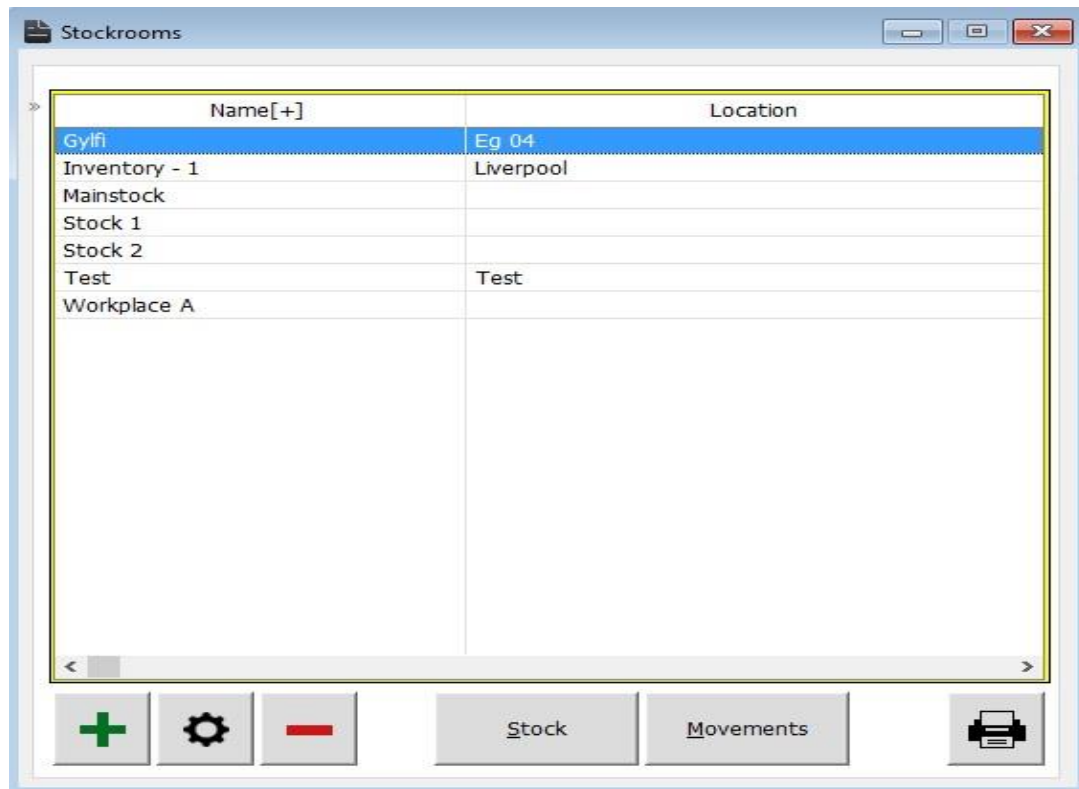 Stockrooms
Name[+] Location
Gylfi Eg 04
Inventory - 1 Liverpool
Mainstock
Stock 1
Stock 2
Test Test
Workplace A
Stock Movements